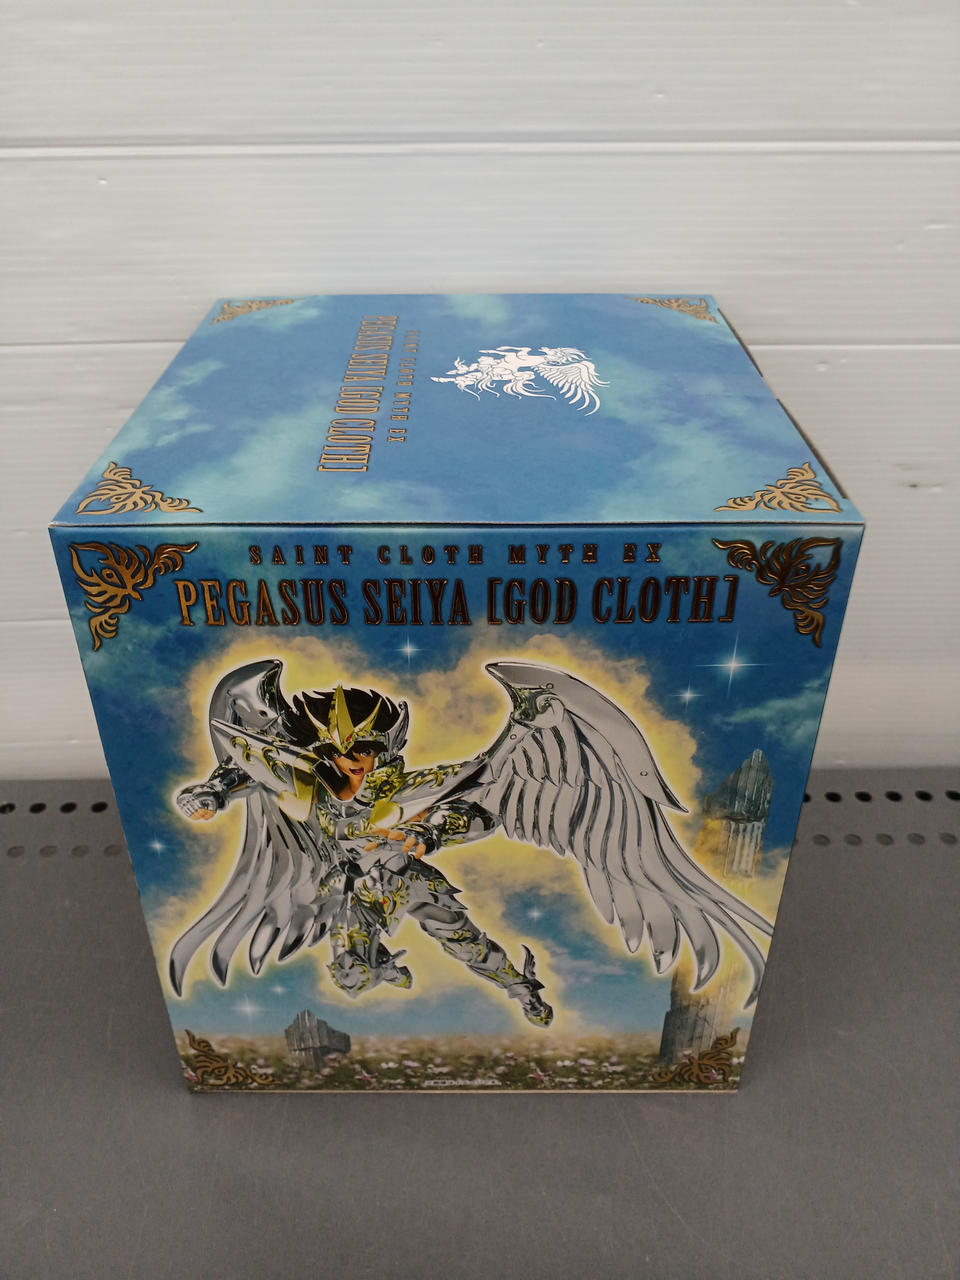 SAINT CLOTH MYTH EX
PEGASUS SEIYA [GOD CLOTH]
SAINT CLOTH MYTH EX
PEGASUS SEIYA [GOD CLOTH]